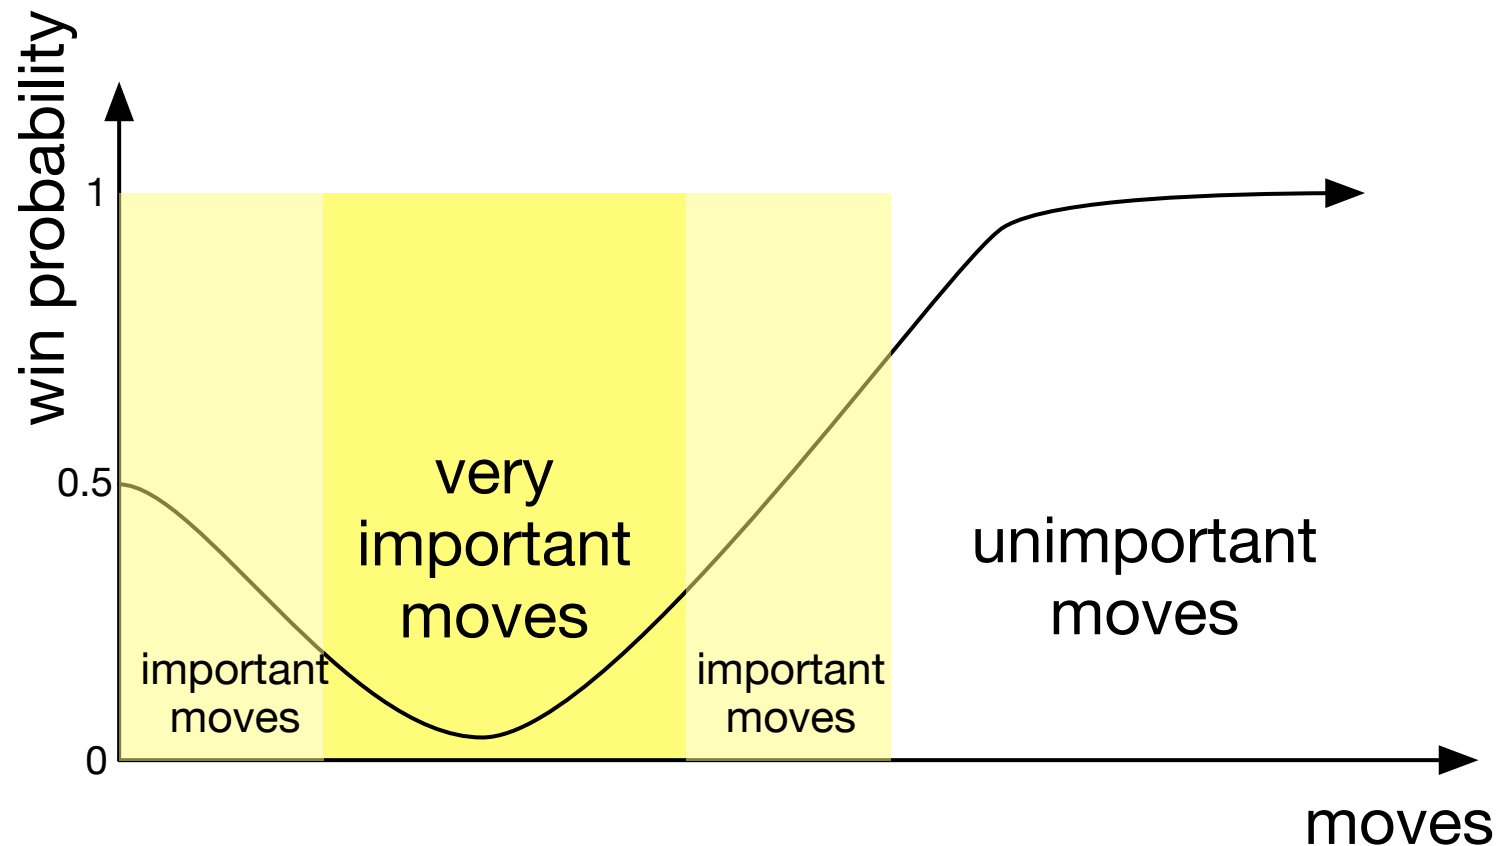 win probability
1
0.5
0
very
important
moves
important
moves
important
moves
unimportant
moves
moves